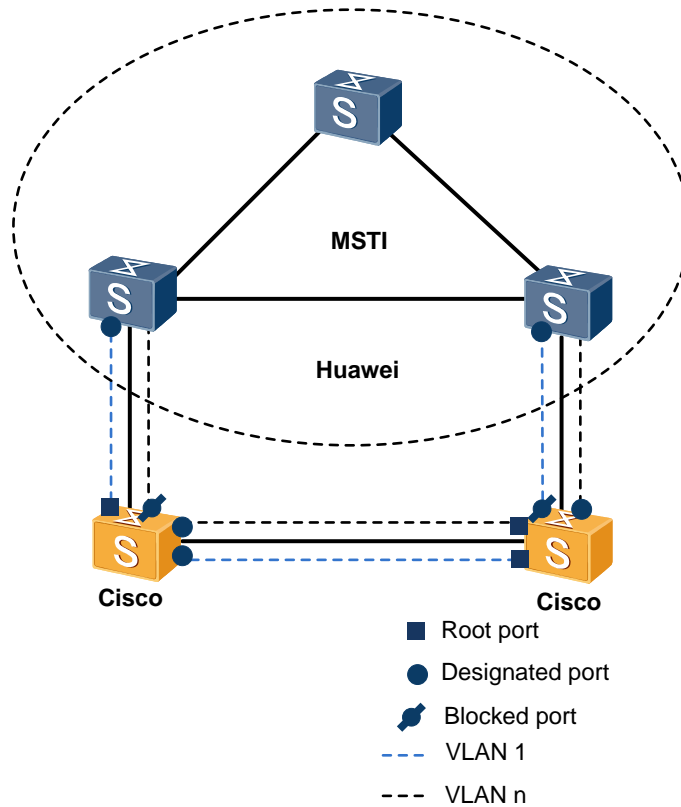 S
MSTI
S
S
Huawei
S
S
Cisco
Cisco
Root port
Designated port
Blocked port
VLAN 1
VLAN n